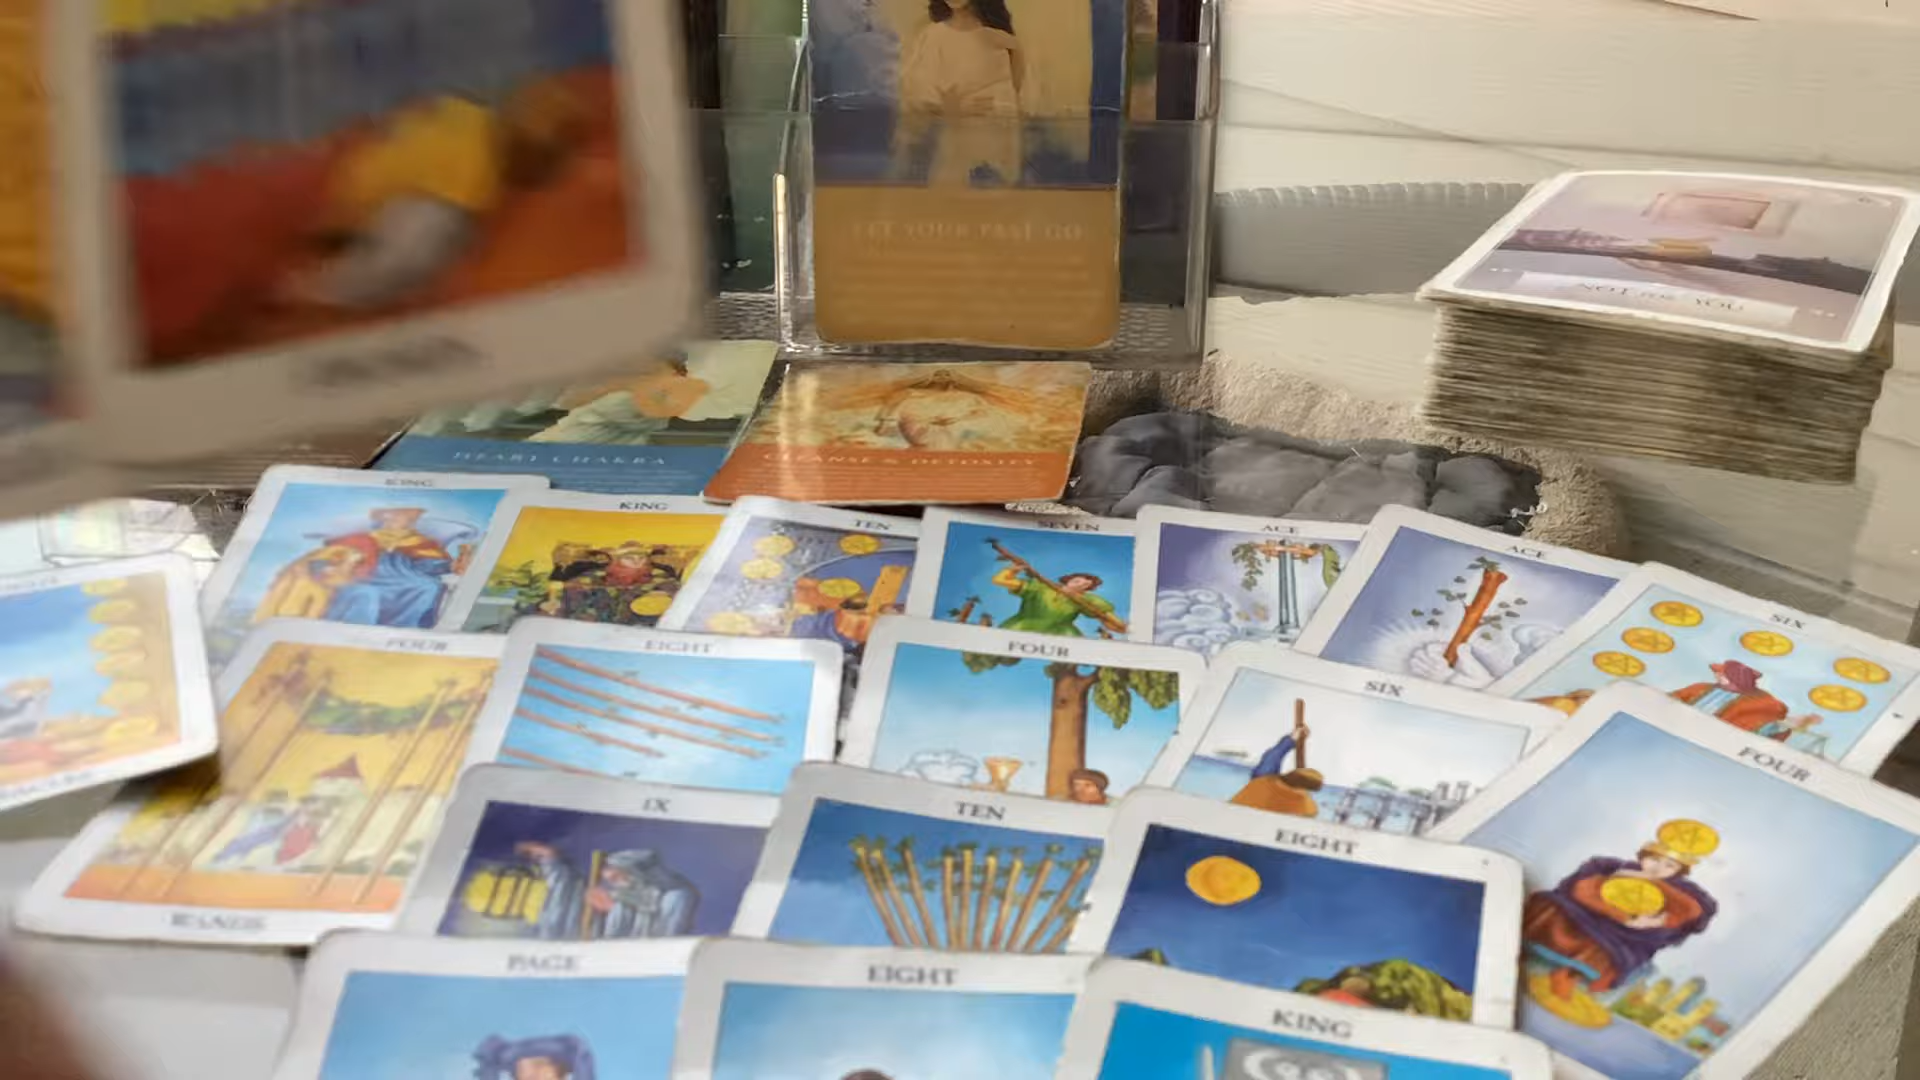 LET YOUR PAST GO
NOT FOR YOU
HEART CHAKRA
CLEANSE & DETOXIFY
KING
KING
TEN
SEVEN
ACE
ACE
SIX
FOUR
EIGHT
FOUR
SIX
FOUR
IX
TEN
EIGHT
WANDS
PAGE
EIGHT
KING